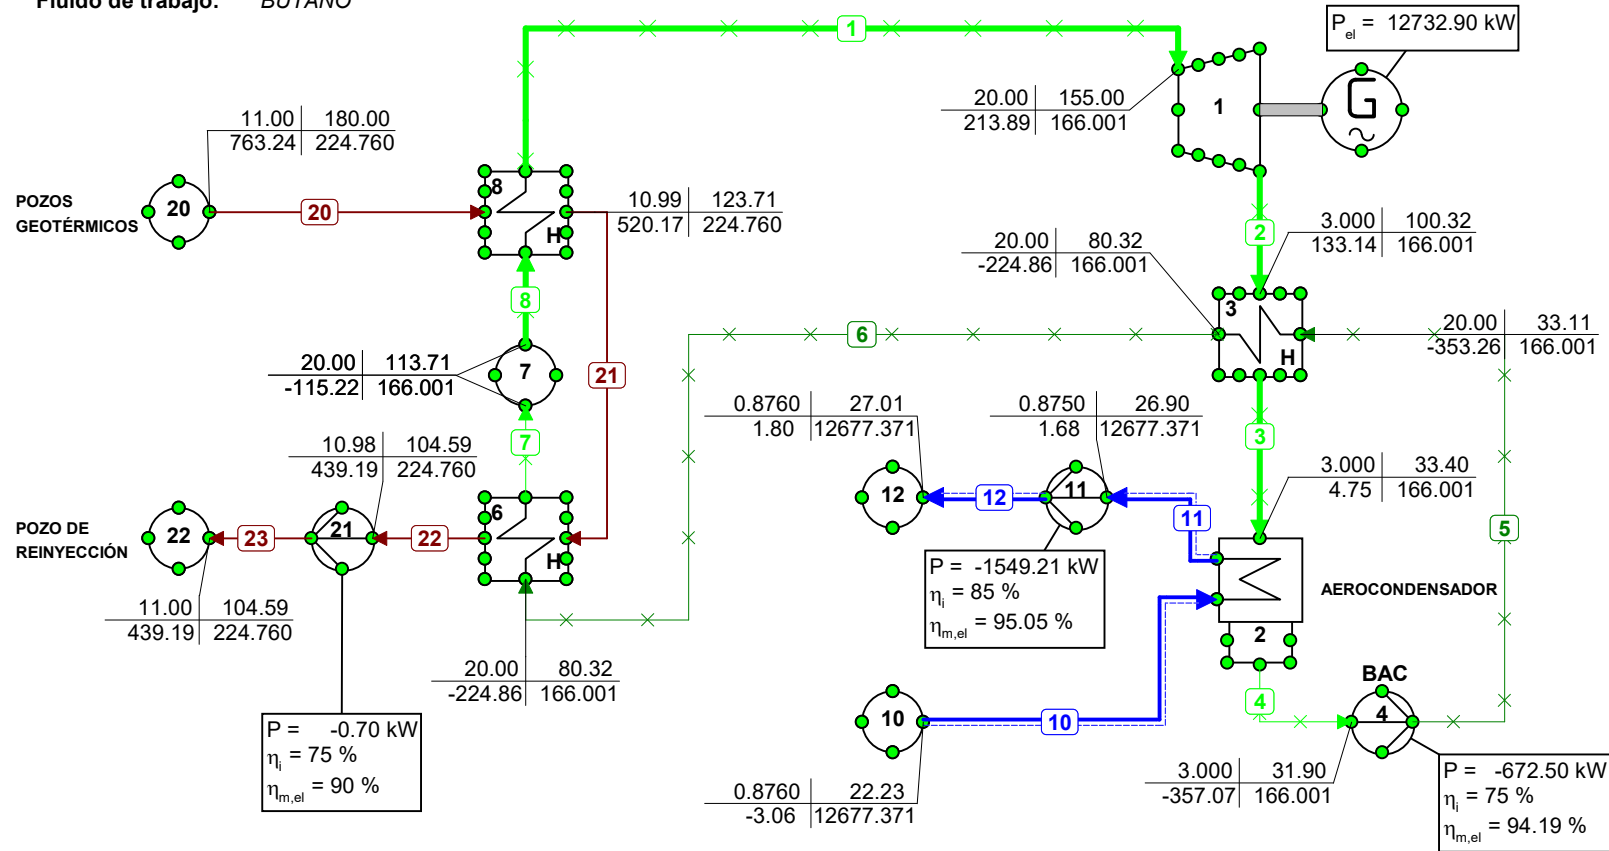 Fluido de trabajo: BUTANO
P_el = 12732.90 kW
1
20.00 155.00
213.89 166.001
1
G
11.00 180.00
763.24 224.760
POZOS
GEOTÉRMICOS
20
20
8
H
10.99 123.71
520.17 224.760
2
3.000 100.32
133.14 166.001
20.00 80.32
-224.86 166.001
8
3
H
6
20.00 33.11
-353.26 166.001
20.00 113.71
-115.22 166.001
7
21
0.8760 27.01
1.80 12677.371
0.8750 26.90
1.68 12677.371
7
3
10.98 104.59
439.19 224.760
3.000 33.40
4.75 166.001
12
12
11
11
5
POZO DE
REINYECCIÓN
22
23
21
22
6
H
P = -1549.21 kW
η_i = 85 %
η_m,el = 95.05 %
AEROCONDENSADOR
2
11.00 104.59
439.19 224.760
20.00 80.32
-224.86 166.001
BAC
4
4
10
10
P = -0.70 kW
η_i = 75 %
η_m,el = 90 %
0.8760 22.23
-3.06 12677.371
3.000 31.90
-357.07 166.001
P = -672.50 kW
η_i = 75 %
η_m,el = 94.19 %